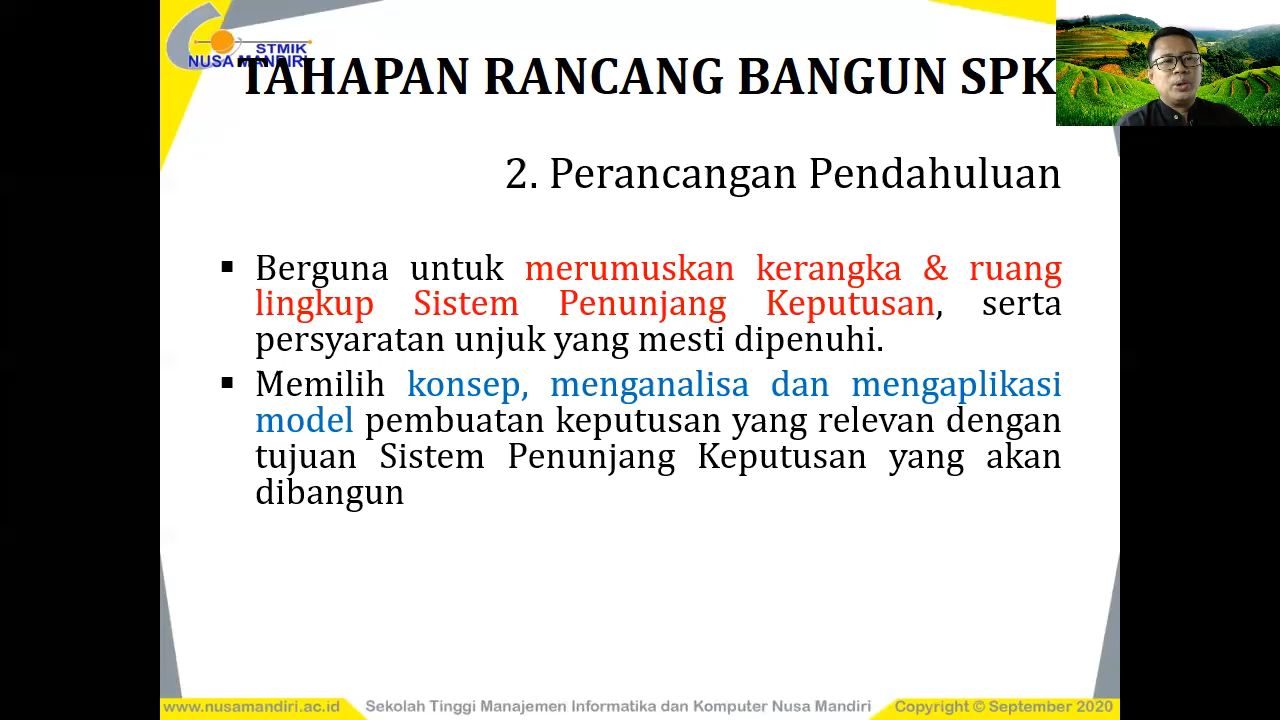 STMIK
NUSA MANDIRI
TAHAPAN RANCANG BANGUN SPK
2. Perancangan Pendahuluan
▪ Berguna untuk merumuskan kerangka & ruang
lingkup Sistem Penunjang Keputusan, serta
persyaratan unjuk yang mesti dipenuhi.
▪ Memilih konsep, menganalisa dan mengaplikasi
model pembuatan keputusan yang relevan dengan
tujuan Sistem Penunjang Keputusan yang akan
dibangun
www.nusamandiri.ac.id Sekolah Tinggi Manajemen Informatika dan Komputer Nusa Mandiri Copyright © September 2020